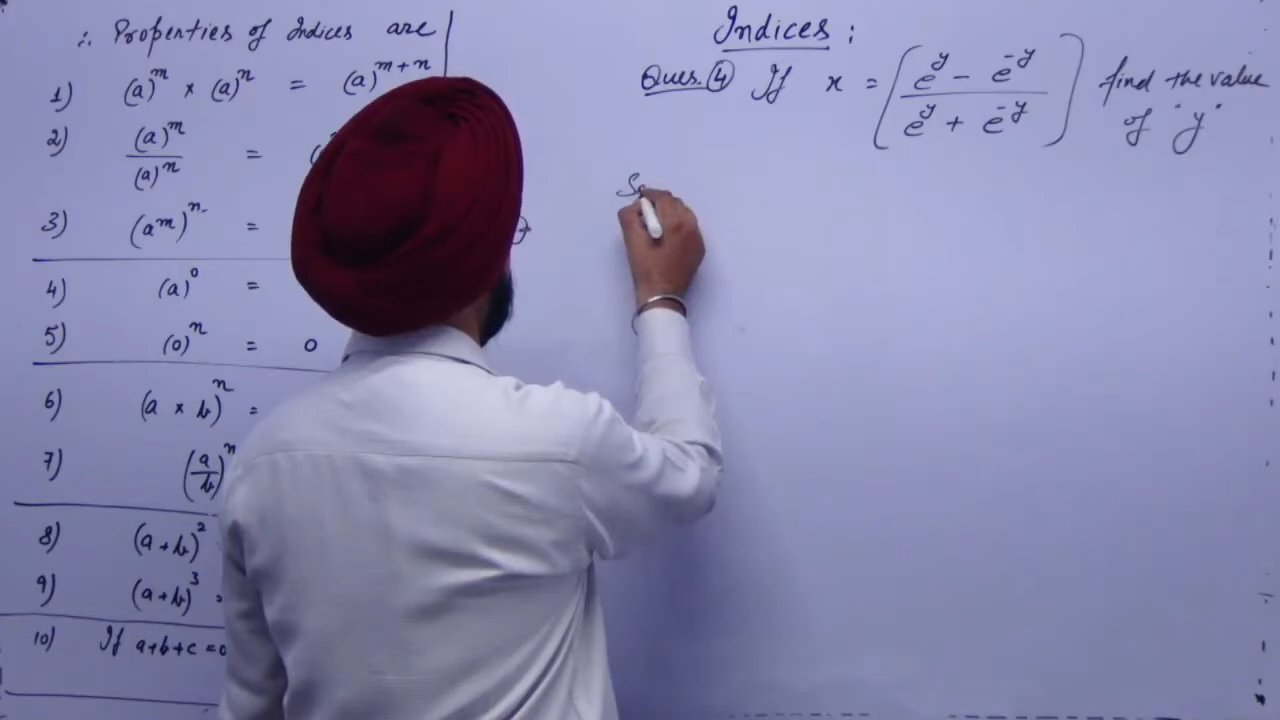 ∴ Properties of Indices are
1) (a)^m × (a)^n = (a)^{m+n}
2) (a)^m / (a)^n =
3) (a^m)^n =
4) (a)^0 =
5) (0)^n = 0
6) (a × b)^n =
7) (a/b)^n
8) (a+b)^2
9) (a+b)^3
10) If a+b+c=0
Indices :
Ques. 4 If x = ( (e^y - e^{-y}) / (e^y + e^{-y}) ) find the value
of "y"